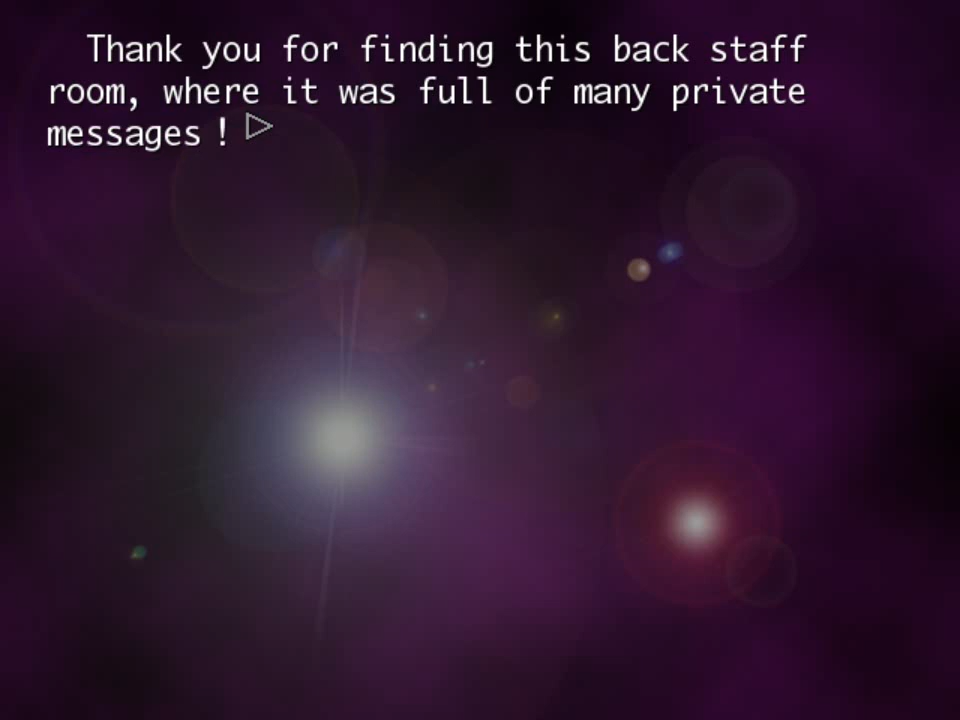 Thank you for finding this back staff
room, where it was full of many private
messages！